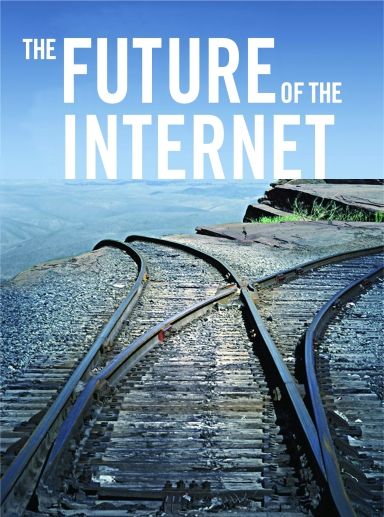 THE FUTURE OF THE
INTERNET